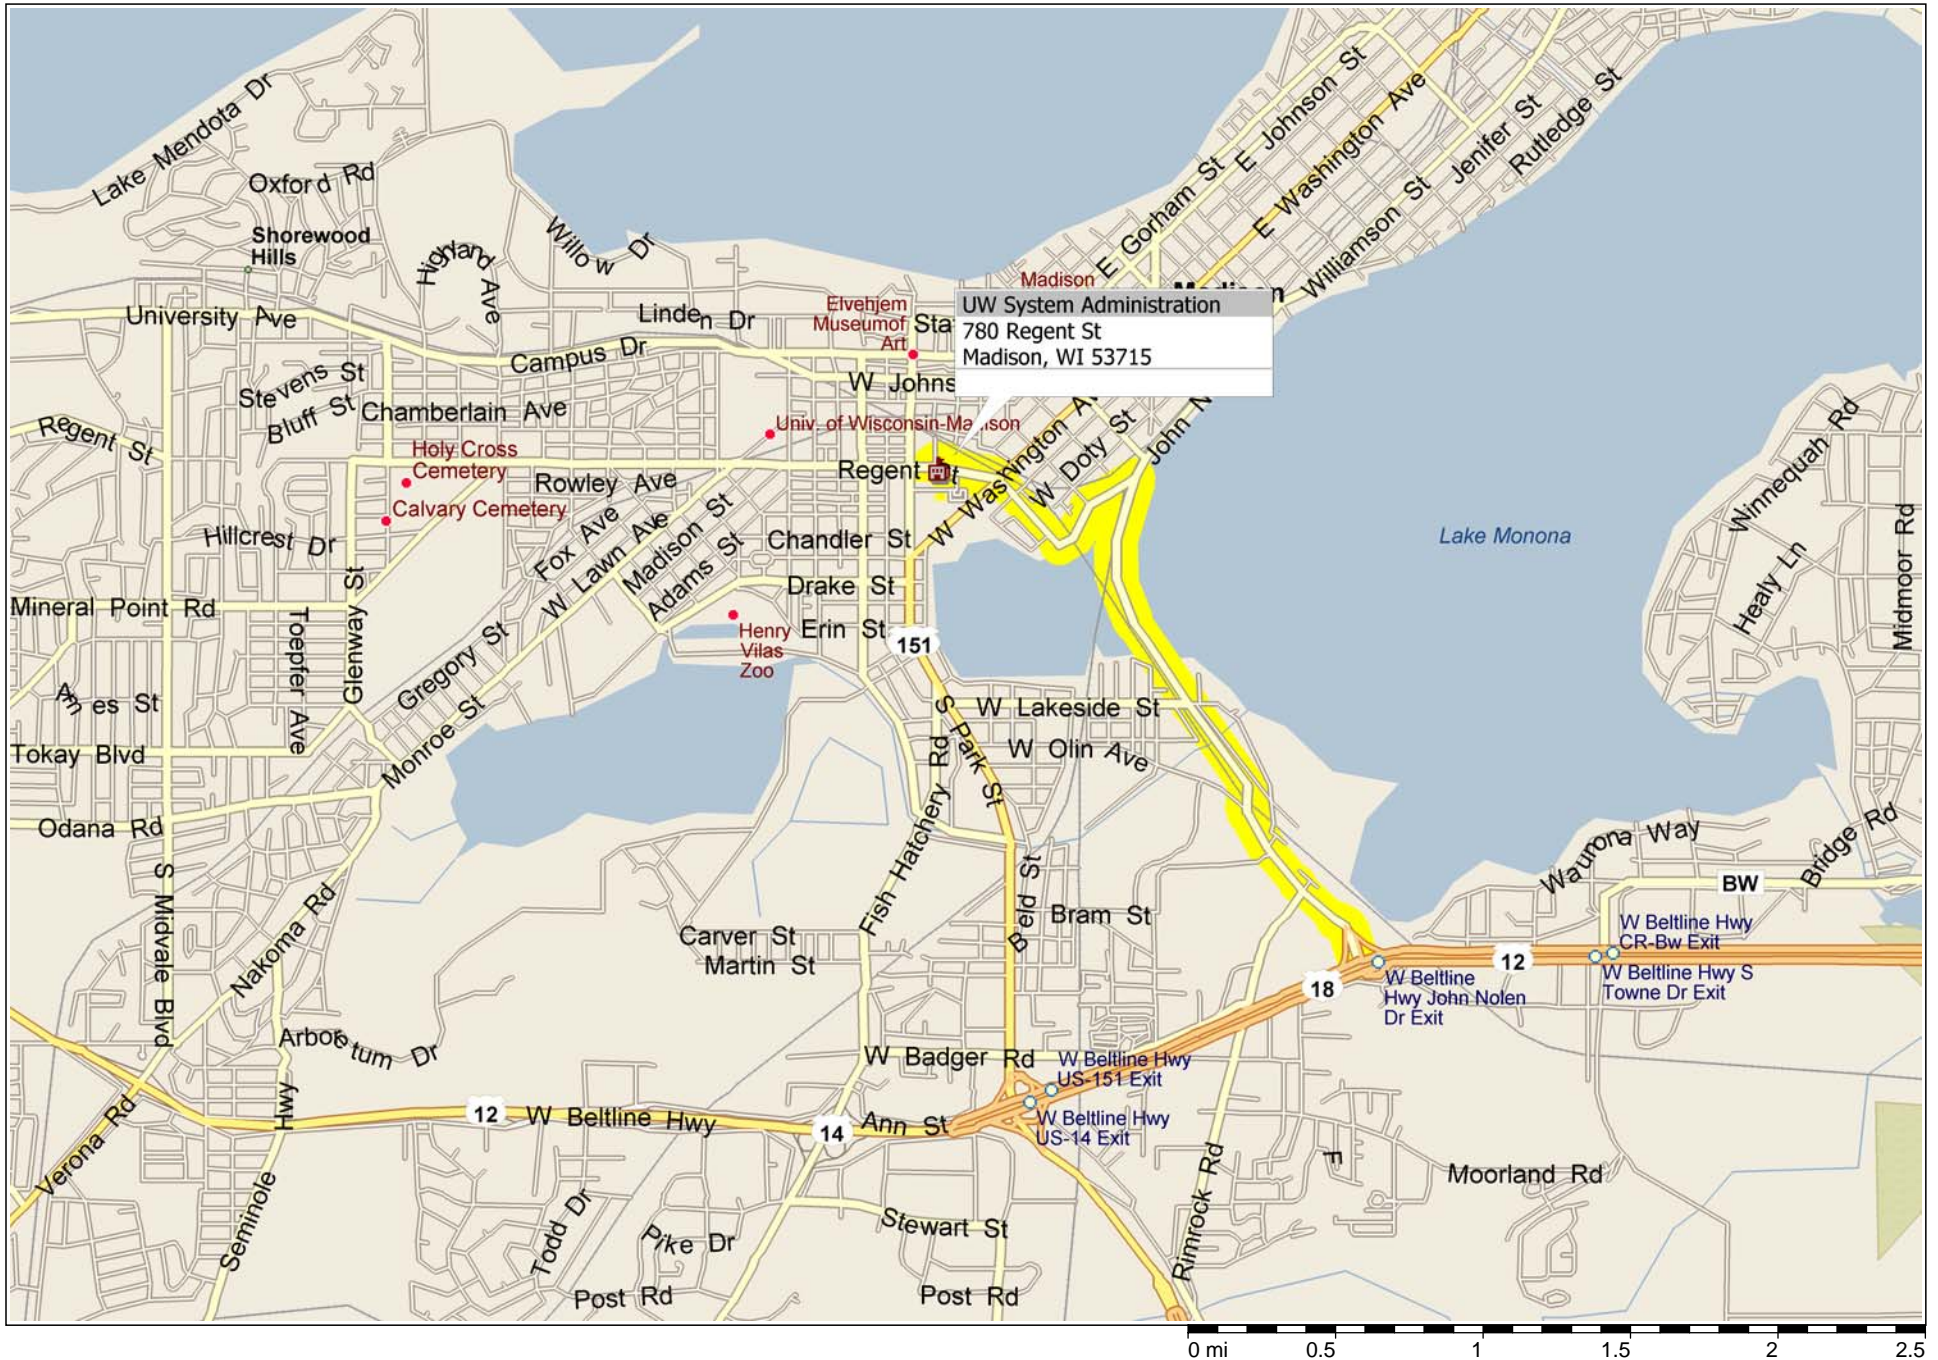 Lake Mendota Dr
Oxford Rd
Shorewood
Hills
Highland Ave
Willow Dr
E Gorham St
E Johnson St
E Washington Ave
Williamson St
Jenifer St
Rutledge St
University Ave
Linden Dr
Elvehjem
Museumof
Art
Madison
Madison
UW System Administration
780 Regent St
Madison, WI 53715
Campus Dr
W Johns
Stevens St
Bluff St
Chamberlain Ave
Regent St
Holy Cross
Cemetery
Calvary Cemetery
Univ. of Wisconsin-Madison
Regent St
W Washington Av
W Doty St
John N
Rowley Ave
Fox Ave
W Lawn Ave
Madison St
Adams St
Hillcrest Dr
Chandler St
Drake St
Erin St
Henry
Vilas
Zoo
151
Lake Monona
Winnequah Rd
Healy Ln
Midmoor Rd
Mineral Point Rd
Toepfer Ave
Glenway St
Gregory St
Monroe St
Ames St
Tokay Blvd
Odana Rd
S Midvale Blvd
Nakoma Rd
W Lakeside St
W Olin Ave
S Park St
Fish Hatchery Rd
Beld St
Bram St
Carver St
Martin St
Waunona Way
Bridge Rd
BW
W Beltline Hwy
CR-Bw Exit
W Beltline Hwy S
Towne Dr Exit
12
18
W Beltline
Hwy John Nolen
Dr Exit
Arboretum Dr
W Badger Rd
W Beltline Hwy
US-151 Exit
W Beltline Hwy
US-14 Exit
12
W Beltline Hwy
14
Ann St
Verona Rd
Seminole Hwy
Todd Dr
Pike Dr
Post Rd
Stewart St
Post Rd
Rimrock Rd
F
Moorland Rd
0 mi 0.5 1 1.5 2 2.5